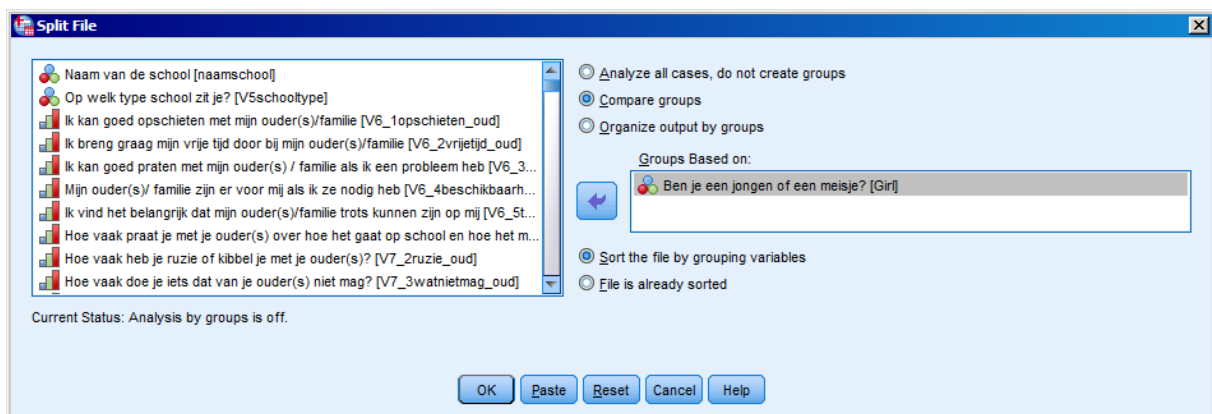 Split File
Naam van de school [naamschool]
Op welk type school zit je? [V5schooltype]
Ik kan goed opschieten met mijn ouder(s)/familie [V6_1opschieten_oud]
Ik breng graag mijn vrije tijd door bij mijn ouder(s)/familie [V6_2vrijetijd_oud]
Ik kan goed praten met mijn ouder(s) / familie als ik een probleem heb [V6_3...
Mijn ouder(s)/ familie zijn er voor mij als ik ze nodig heb [V6_4beschikbaarh...
Ik vind het belangrijk dat mijn ouder(s)/familie trots kunnen zijn op mij [V6_5t...
Hoe vaak praat je met je ouder(s) over hoe het gaat op school en hoe het m...
Hoe vaak heb je ruzie of kibbel je met je ouder(s)? [V7_2ruzie_oud]
Hoe vaak doe je iets dat van je ouder(s) niet mag? [V7_3watnietmag_oud]
Current Status: Analysis by groups is off.
Analyze all cases, do not create groups
Compare groups
Organize output by groups
Groups Based on:
Ben je een jongen of een meisje? [Girl]
Sort the file by grouping variables
File is already sorted
OK Paste Reset Cancel Help